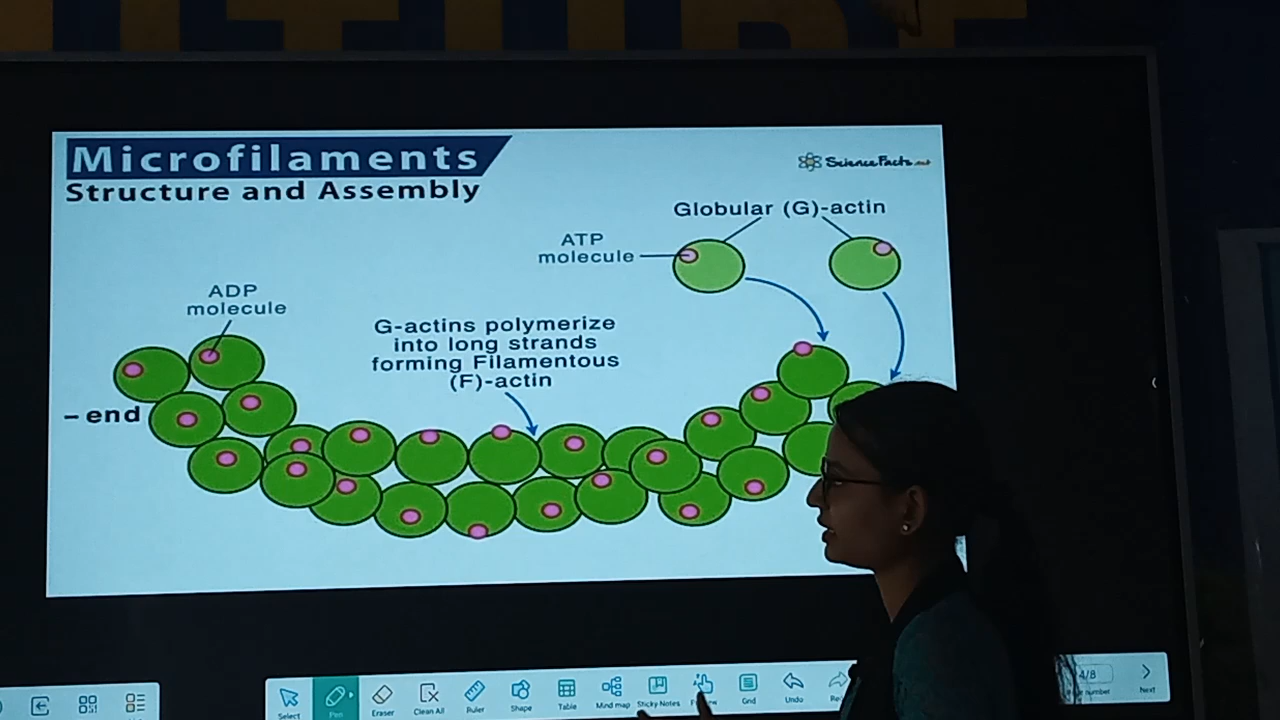 Microfilaments
Structure and Assembly
ScienceFacts
Globular (G)-actin
ATP
molecule
ADP
molecule
G-actins polymerize
into long strands
forming Filamentous
(F)-actin
– end
Select
Pen
Eraser
Clean All
Ruler
Shape
Table
Mind map
Sticky Notes
Grid
Undo
4/8
number
Next